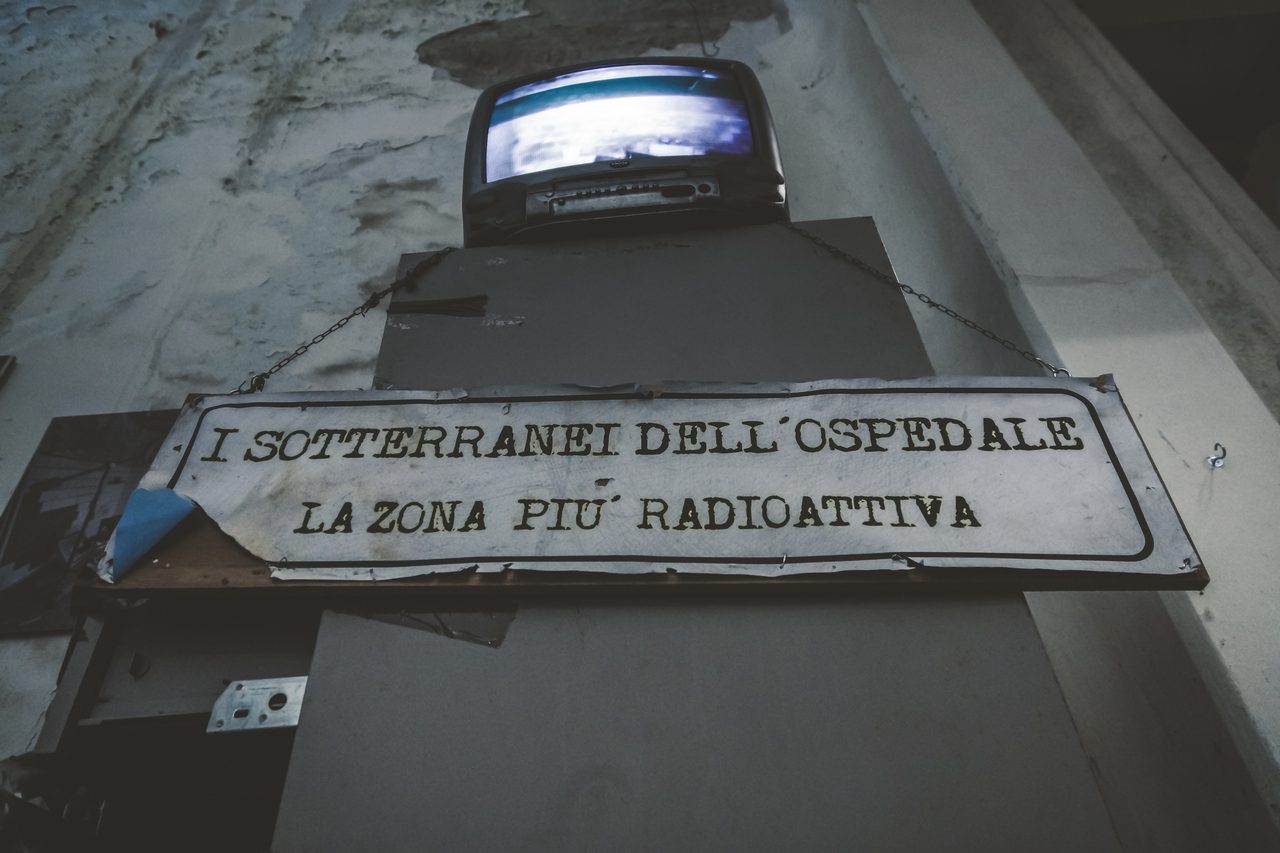 I SOTTERRANEI DELL´OSPEDALE
LA ZONA PIU´ RADIOATTIVA